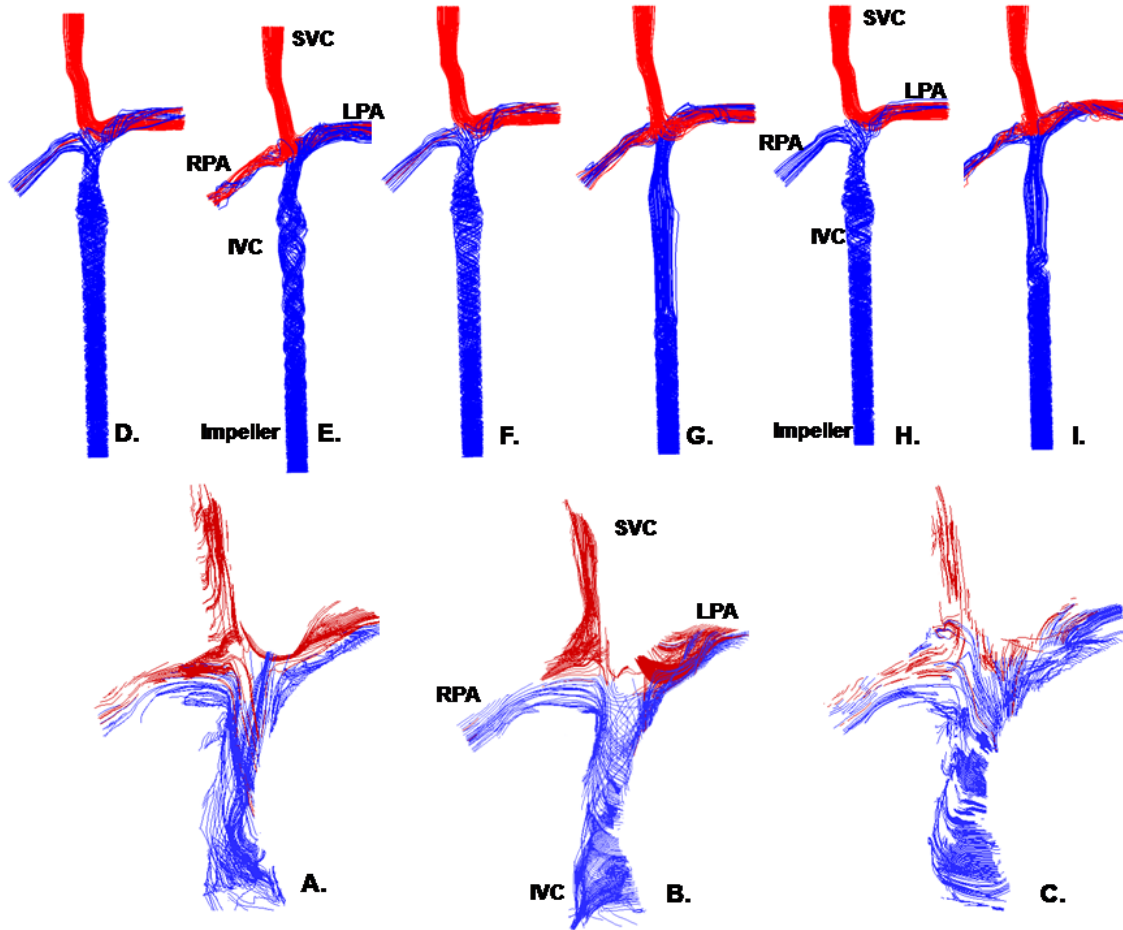 SVC
SVC
LPA
LPA
RPA
RPA
IVC
IVC
D.
Impeller
E.
F.
G.
Impeller
H.
I.
SVC
LPA
RPA
A.
IVC
B.
C.